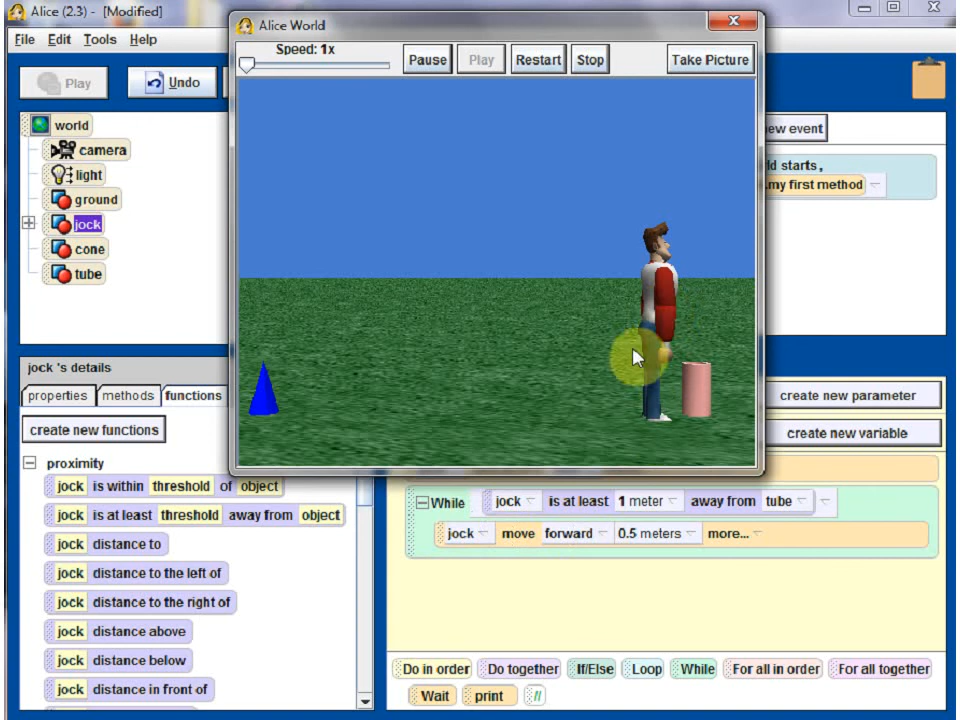 Alice (2.3) - [Modified]
File Edit Tools Help
Alice World
Speed: 1x
Pause Play Restart Stop Take Picture
Play Undo
world
camera
light
ground
jock
cone
tube
new event
ld starts,
.my first method
jock 's details
properties methods functions
create new functions
proximity
jock is within threshold of object
jock is at least threshold away from object
jock distance to
jock distance to the left of
jock distance to the right of
jock distance above
jock distance below
jock distance in front of
create new parameter
create new variable
While jock is at least 1 meter away from tube
jock move forward 0.5 meters more...
Do in order Do together If/Else Loop While For all in order For all together
Wait print //